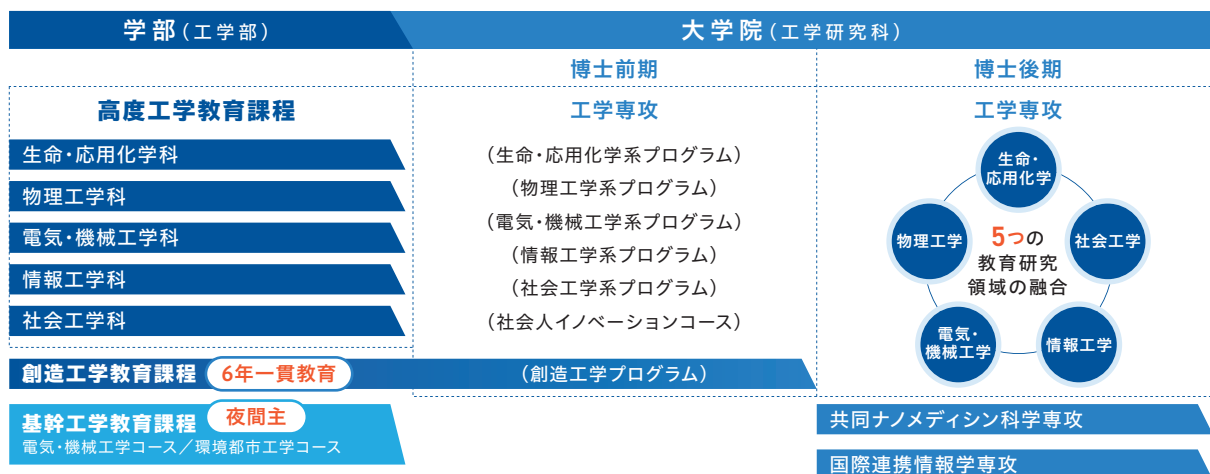 学部(工学部)
大学院(工学研究科)
博士前期
博士後期
高度工学教育課程
工学専攻
工学専攻
生命・応用化学科
物理工学科
電気・機械工学科
情報工学科
社会工学科
(生命・応用化学系プログラム)
(物理工学系プログラム)
(電気・機械工学系プログラム)
(情報工学系プログラム)
(社会工学系プログラム)
(社会人イノベーションコース)
生命・
応用化学
物理工学
社会工学
5つの
教育研究
領域の融合
電気・
機械工学
情報工学
創造工学教育課程 6年一貫教育
(創造工学プログラム)
基幹工学教育課程 夜間主
電気・機械工学コース/環境都市工学コース
共同ナノメディシン科学専攻
国際連携情報学専攻